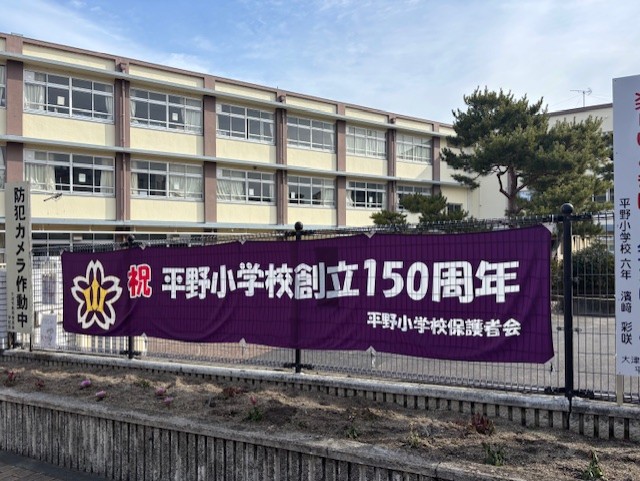 防犯カメラ作動中
山
祝 平野小学校創立150周年
平野小学校保護者会
平野小学校 六年 濱﨑 彩咲
大津